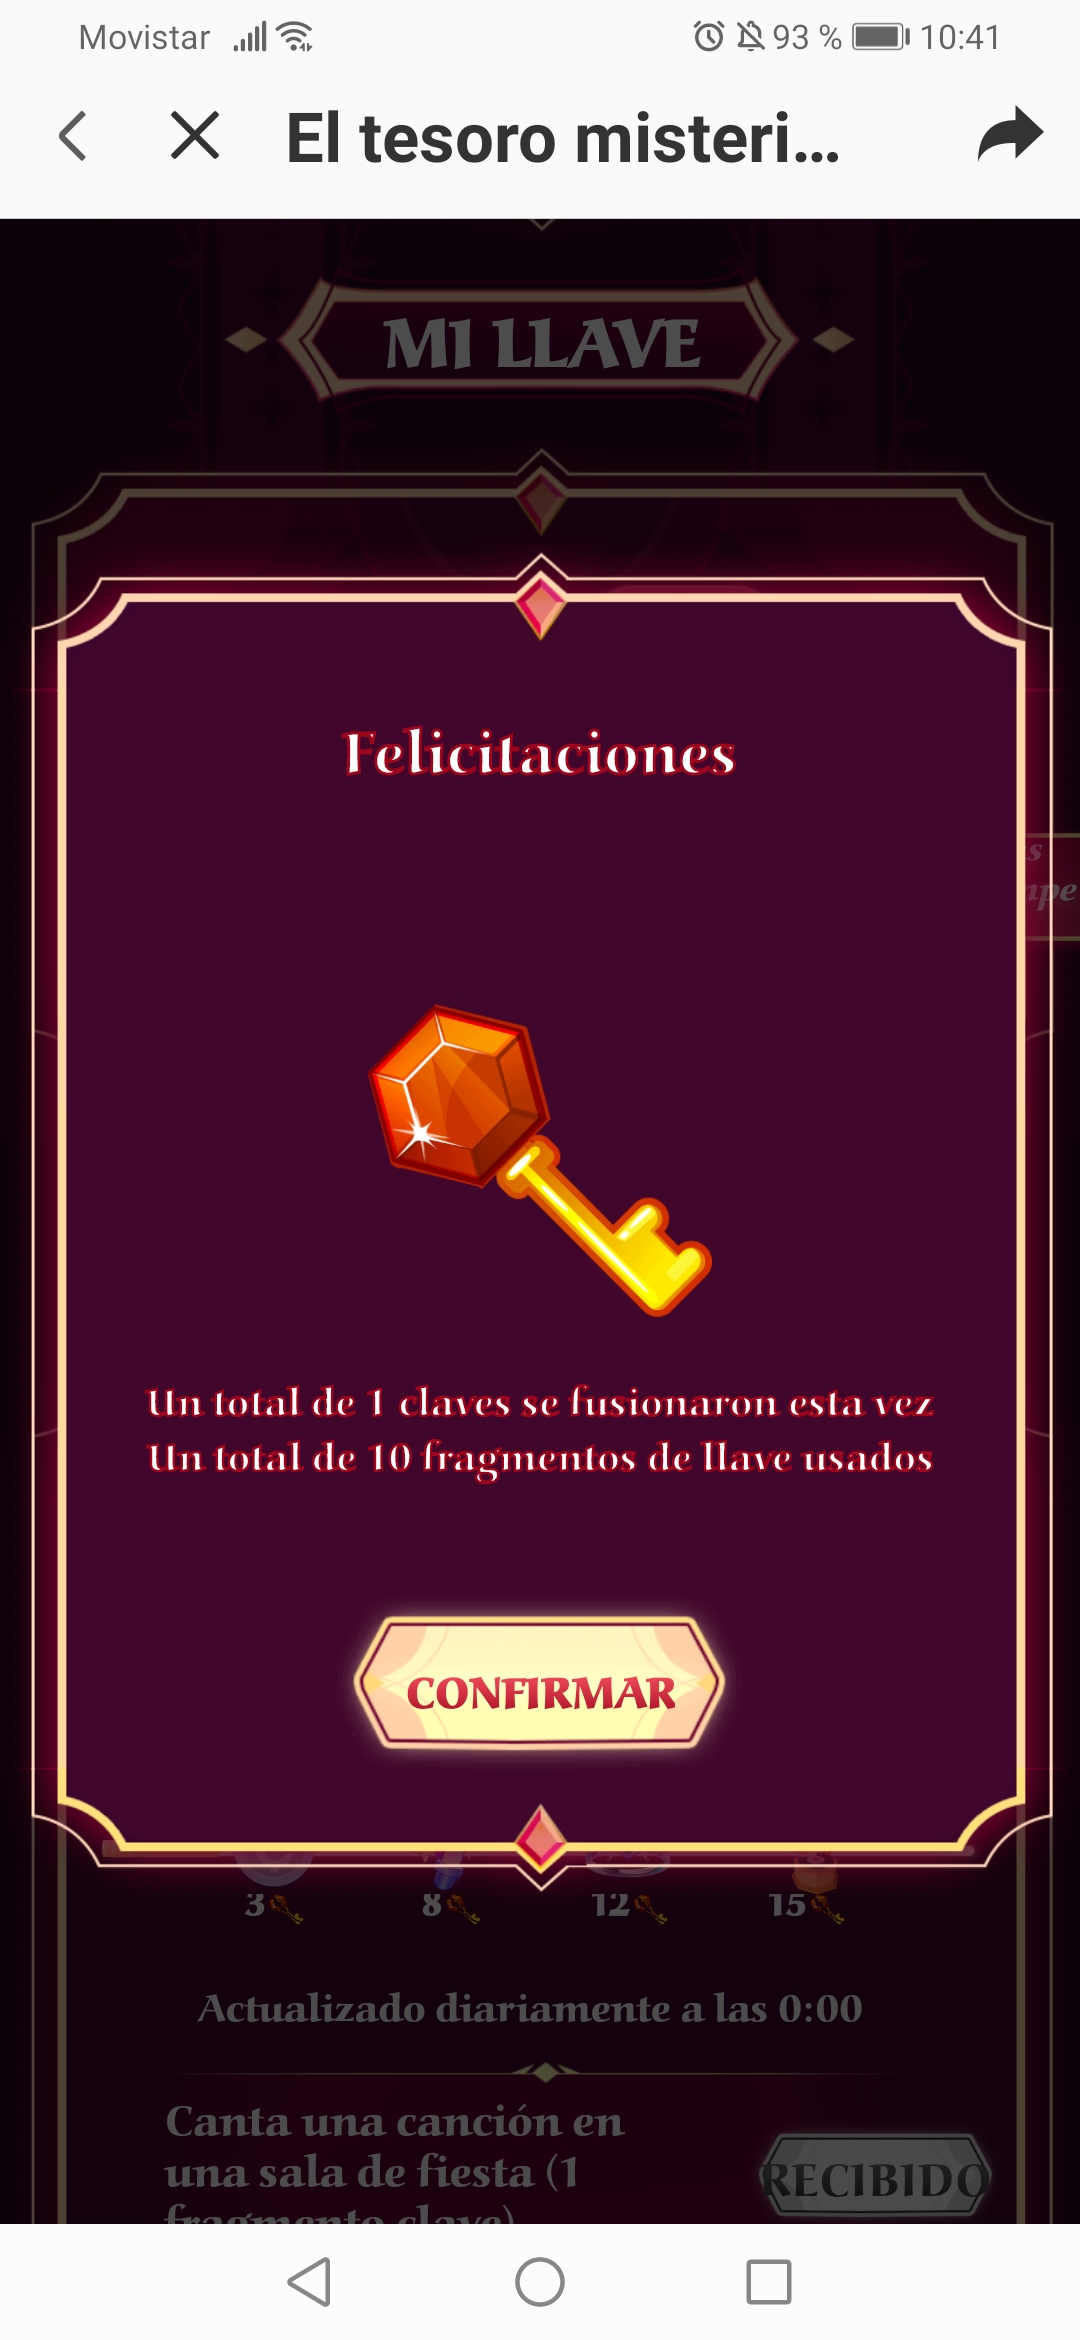 Movistar 93 % 10:41
El tesoro misteri...
MI LLAVE
Felicitaciones
Un total de 1 claves se fusionaron esta vez
Un total de 10 fragmentos de llave usados
CONFIRMAR
3 8 12 15
Actualizado diariamente a las 0:00
Canta una canción en
una sala de fiesta (1
fragmento clave)
RECIBIDO